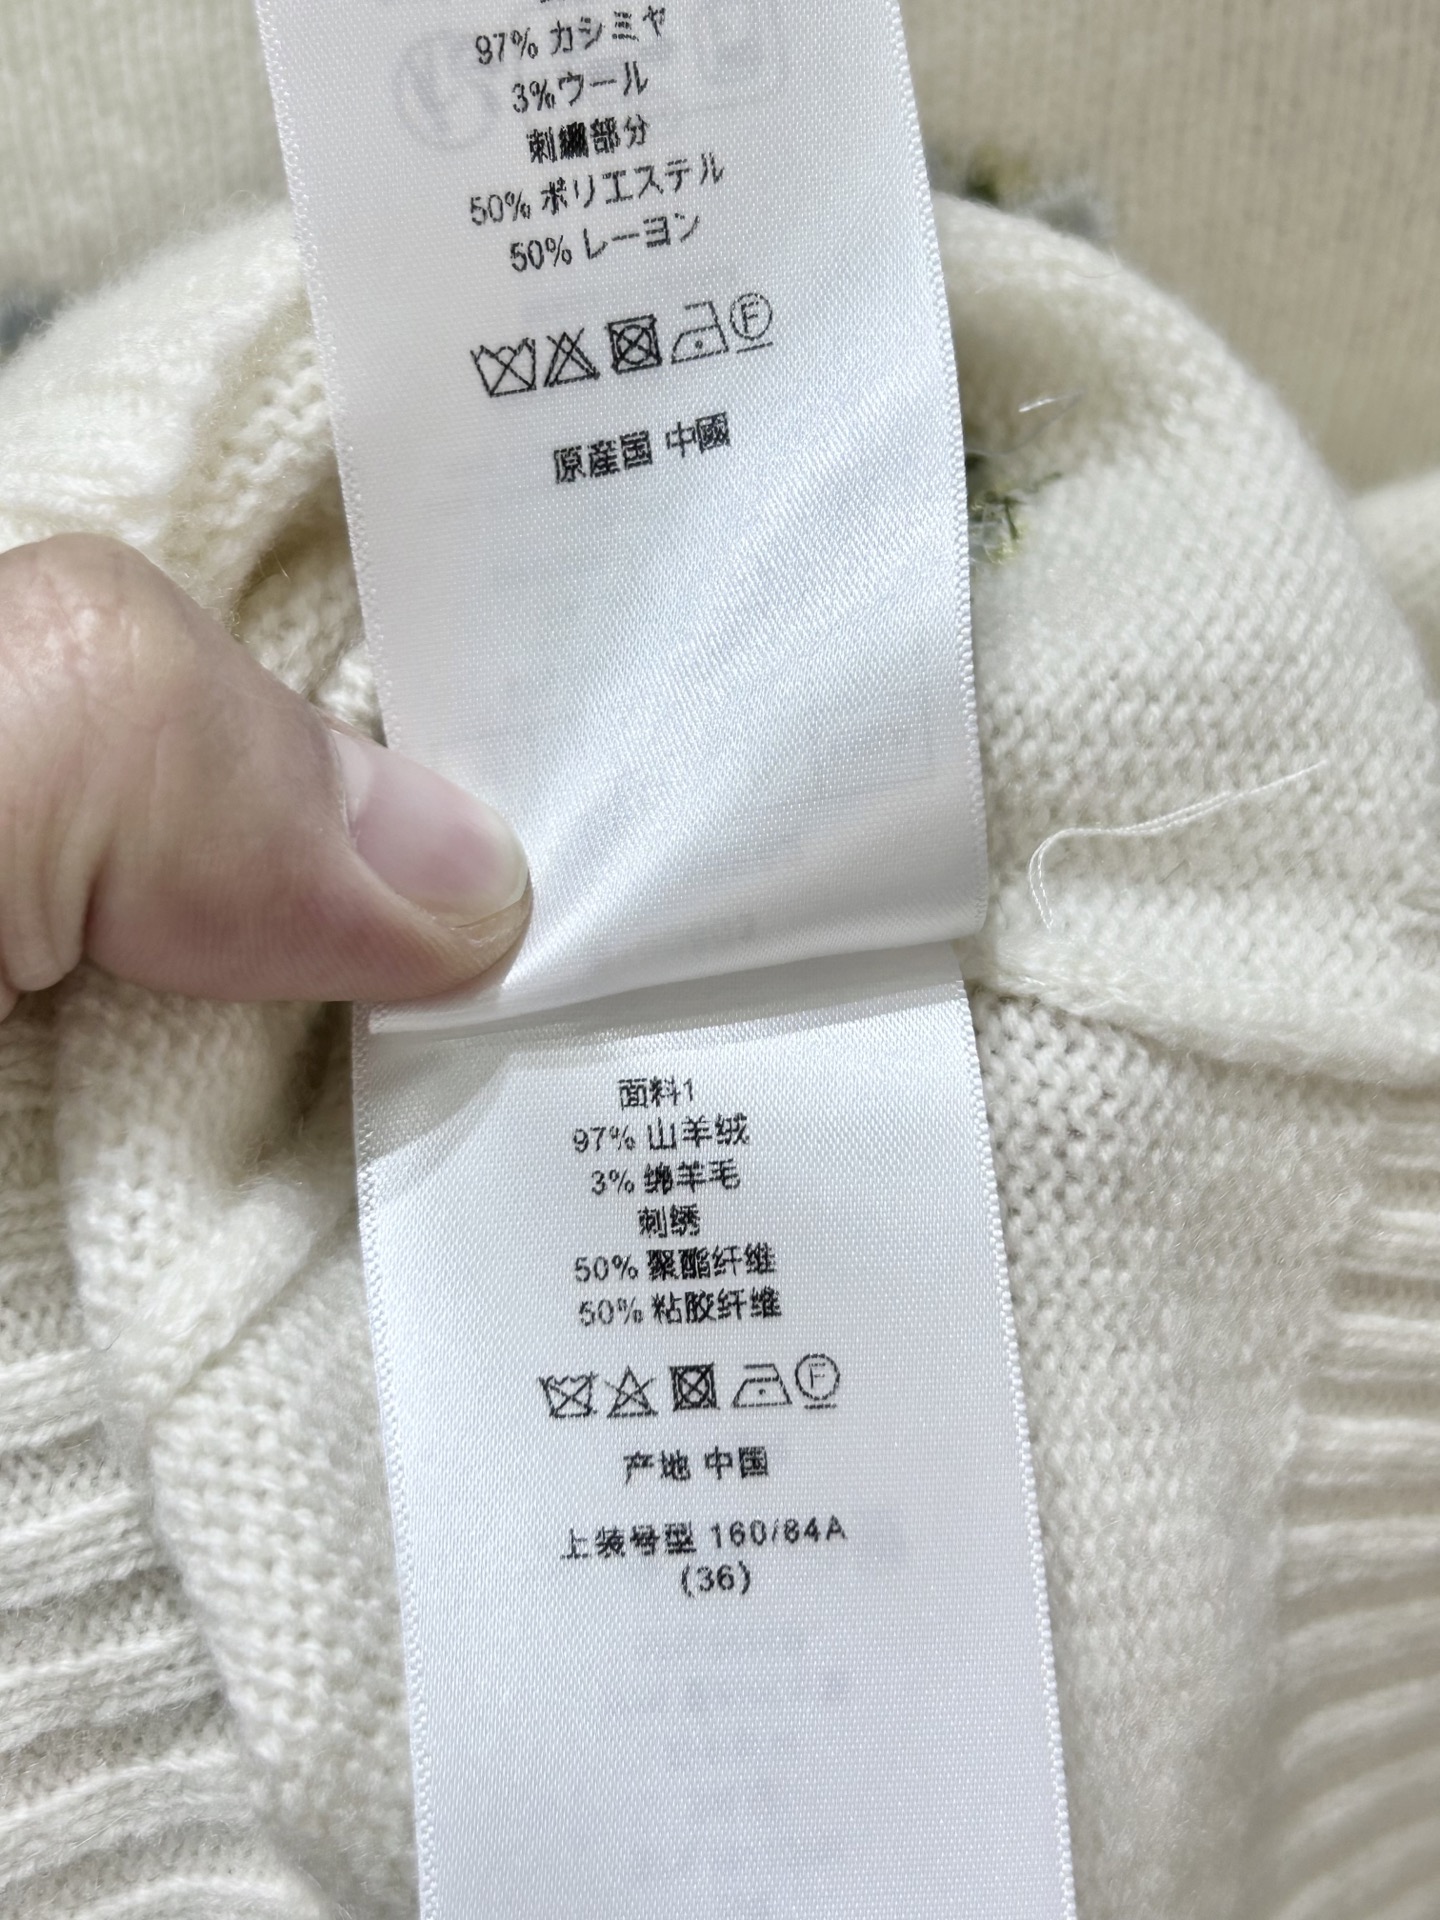 97% カシミヤ
3%ウール
刺繍部分
50% ポリエステル
50% レーヨン
F
原産国 中國
面料1
97% 山羊绒
3% 绵羊毛
刺绣
50% 聚酯纤维
50% 粘胶纤维
F
产地 中国
上装号型 160/84A
(36)